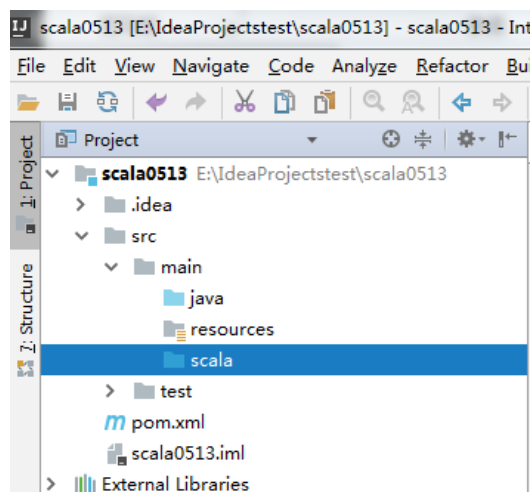 scala0513 [E:\IdeaProjectstest\scala0513] - scala0513 - Int
File Edit View Navigate Code Analyze Refactor Bui
Project
1: Project
scala0513 E:\IdeaProjectstest\scala0513
.idea
src
main
java
resources
scala
test
pom.xml
scala0513.iml
External Libraries
7: Structure